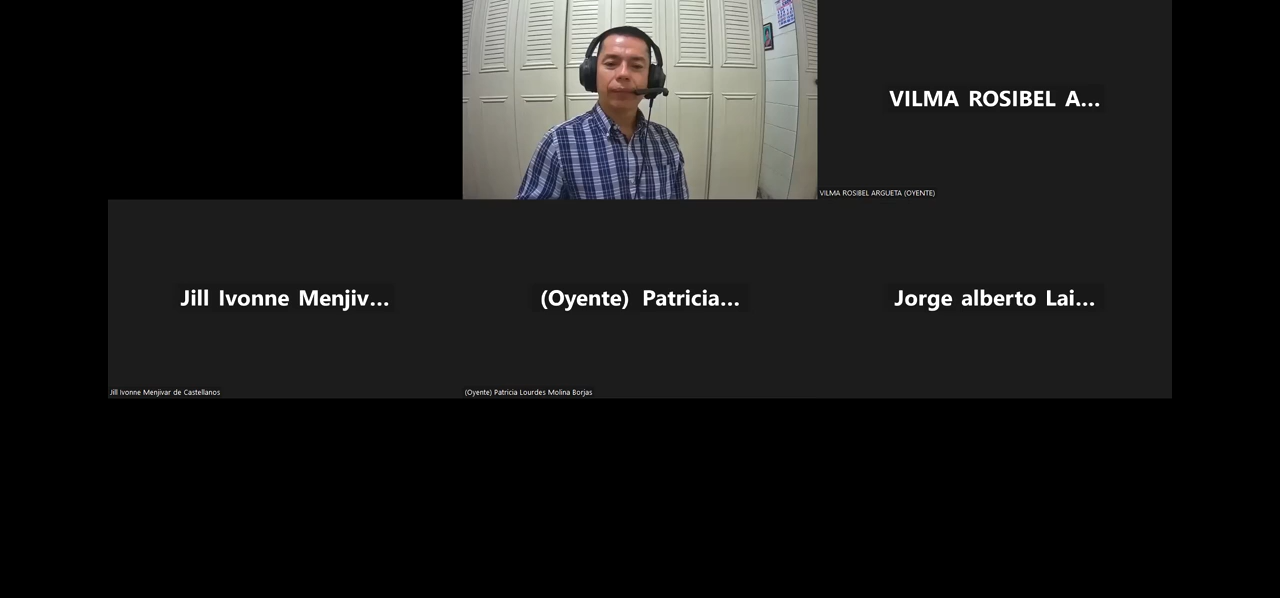 VILMA ROSIBEL A...
VILMA ROSIBEL ARGUETA (OYENTE)
Jill Ivonne Menjiv...
(Oyente) Patricia...
Jorge alberto Lai...
Jill Ivonne Menjivar de Castellanos
(Oyente) Patricia Lourdes Molina Borjas